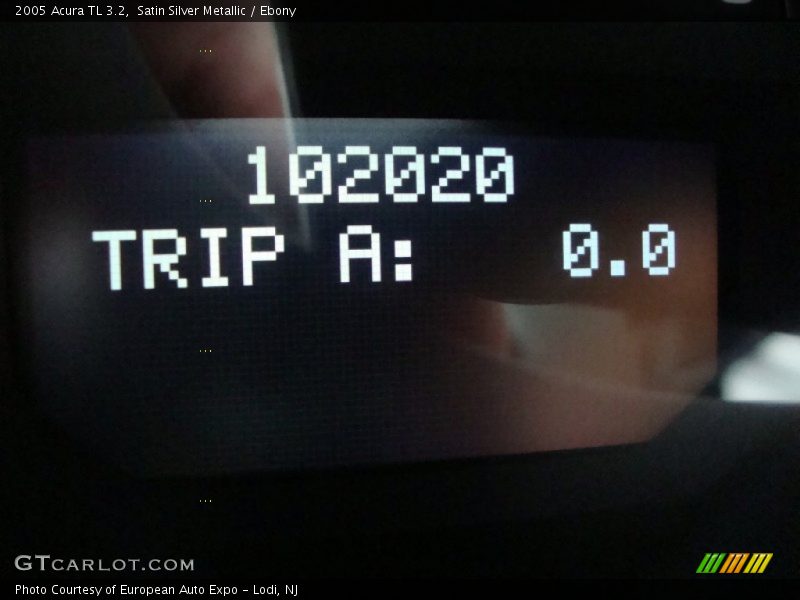 2005 Acura TL 3.2, Satin Silver Metallic / Ebony
102020
TRIP A: 0.0
GTCARLOT.COM
Photo Courtesy of European Auto Expo - Lodi, NJ